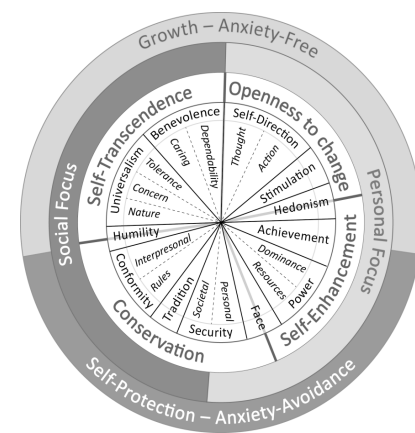 Growth – Anxiety-Free
Personal Focus
Self-Protection – Anxiety-Avoidance
Social Focus
Self-Transcendence
Openness to change
Self-Enhancement
Conservation
Benevolence
Caring
Dependability
Self-Direction
Thought
Action
Stimulation
Hedonism
Achievement
Dominance
Resources
Power
Face
Security
Personal
Societal
Tradition
Conformity
Rules
Interpresonal
Humility
Universalism
Nature
Concern
Tolerance